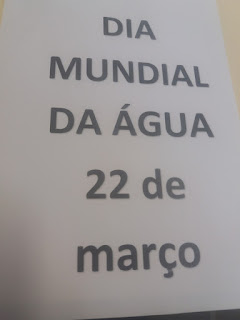 DIA
MUNDIAL
DA ÁGUA
22 de
março